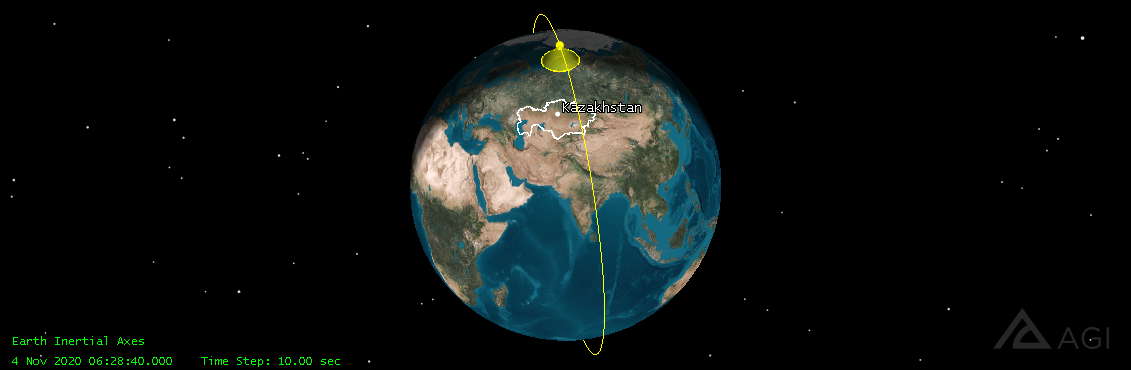 Kazakhstan
Earth Inertial Axes
4 Nov 2020 06:28:40.000 Time Step: 10.00 sec
AGI